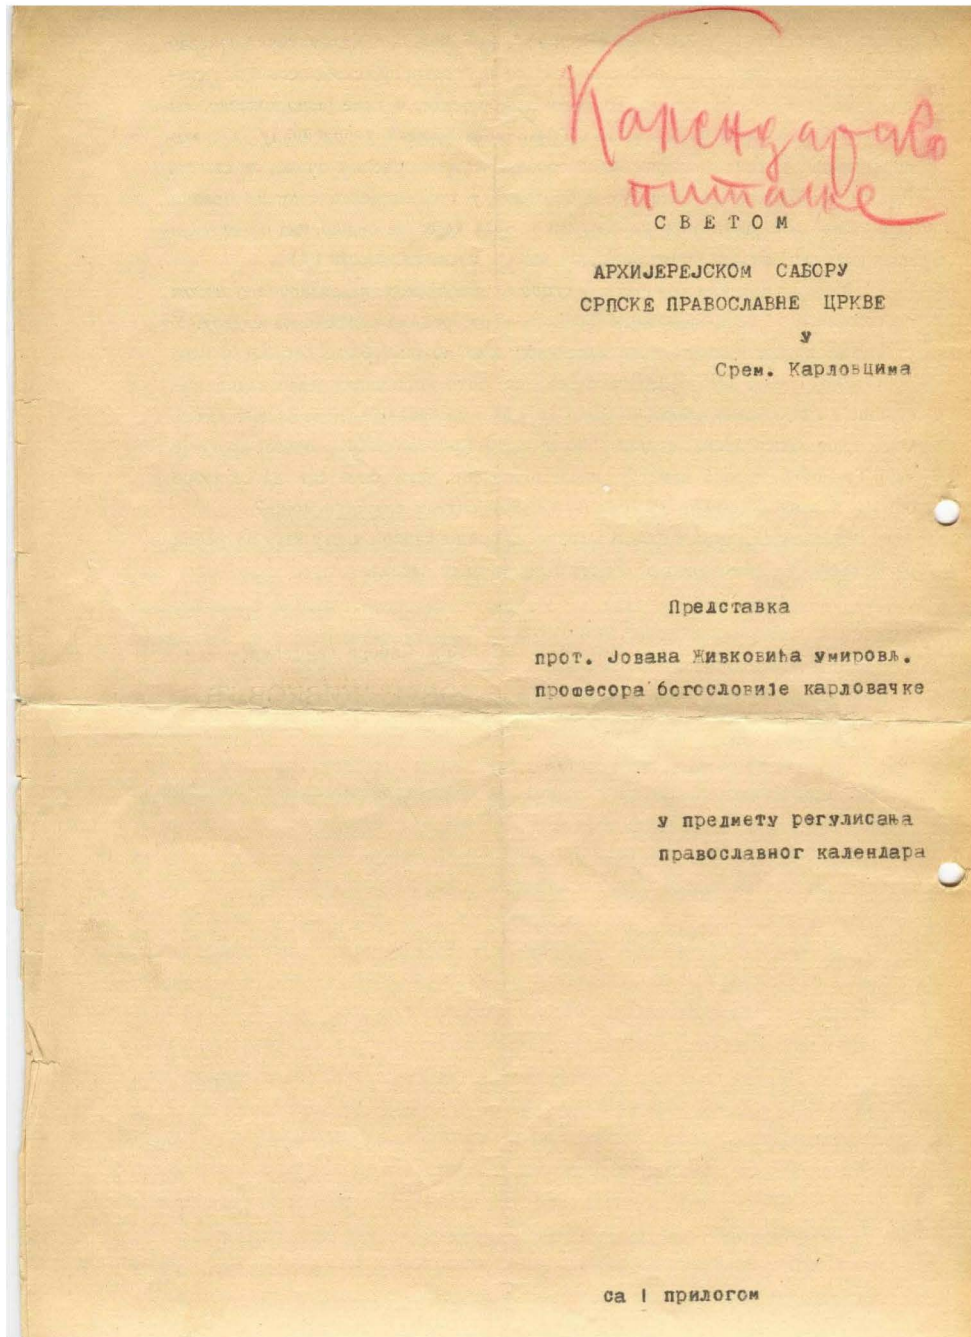 Календарско
питање
СВЕТОМ
АРХИЈЕРЕЈСКОМ САБОРУ
СРПСКЕ ПРАВОСЛАВНЕ ЦРКВЕ
У
Срем. Карловцима
Представка
прот. Јована Живковића умировљ.
професора богословије карловачке
у предмету регулисања
православног календара
са I прилогом